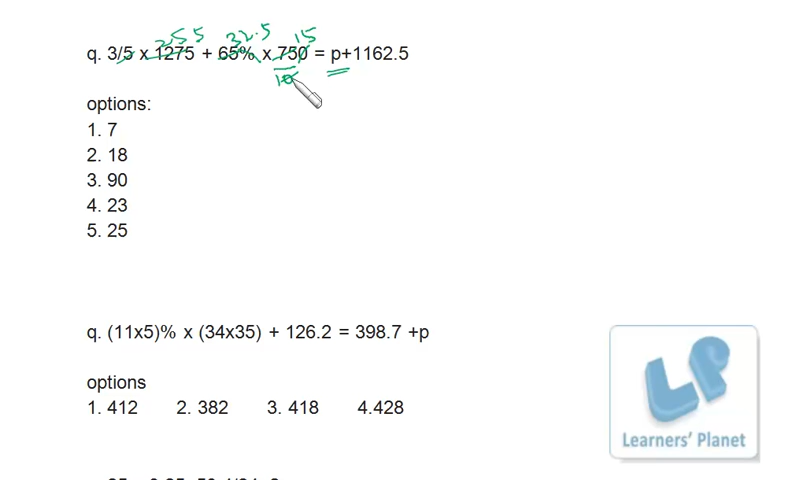 255 32.5 15
q. 3/5 x 1275 + 65% x 750 = p+1162.5
10
options:
1. 7
2. 18
3. 90
4. 23
5. 25
q. (11x5)% x (34x35) + 126.2 = 398.7 +p
options
1. 412 2. 382 3. 418 4.428
LP
Learners' Planet